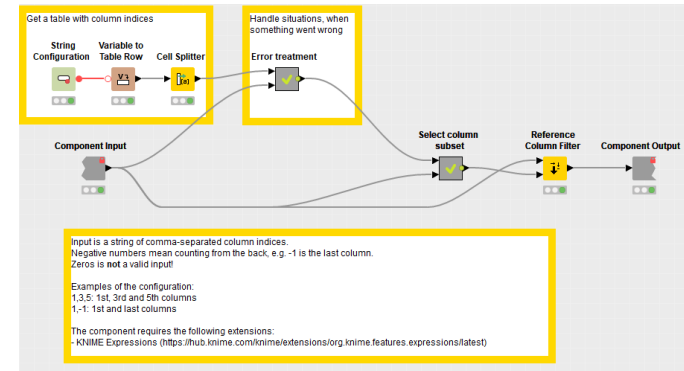 Get a table with column indices
Handle situations, when
something went wrong
String
Configuration
Variable to
Table Row
Cell Splitter
Error treatment
Component Input
Select column
subset
Reference
Column Filter
Component Output
Input is a string of comma-separated column indices.
Negative numbers mean counting from the back, e.g. -1 is the last column.
Zeros is not a valid input!
Examples of the configuration:
1,3,5: 1st, 3rd and 5th columns
1,-1: 1st and last columns
The component requires the following extensions:
- KNIME Expressions (https://hub.knime.com/knime/extensions/org.knime.features.expressions/latest)